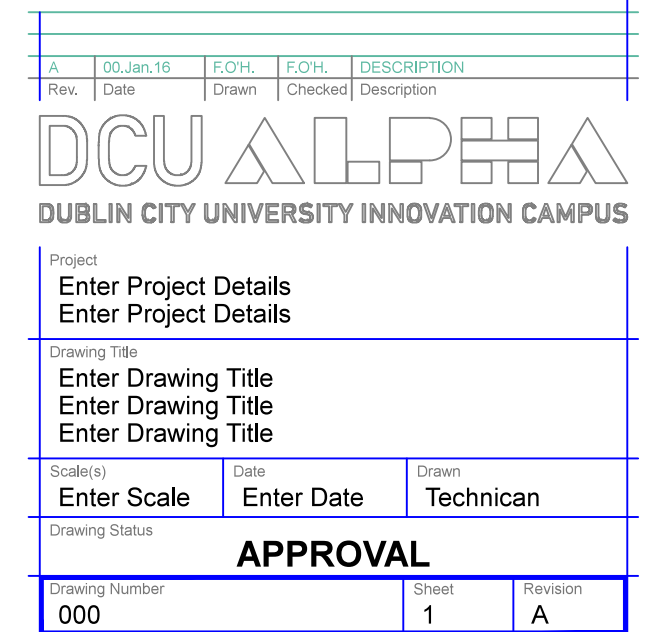 A 00.Jan.16 F.O'H. F.O'H. DESCRIPTION
Rev. Date Drawn Checked Description
DCU ALPHA
DUBLIN CITY UNIVERSITY INNOVATION CAMPUS
Project
Enter Project Details
Enter Project Details
Drawing Title
Enter Drawing Title
Enter Drawing Title
Enter Drawing Title
Scale(s) Date Drawn
Enter Scale Enter Date Technican
Drawing Status
APPROVAL
Drawing Number Sheet Revision
000 1 A